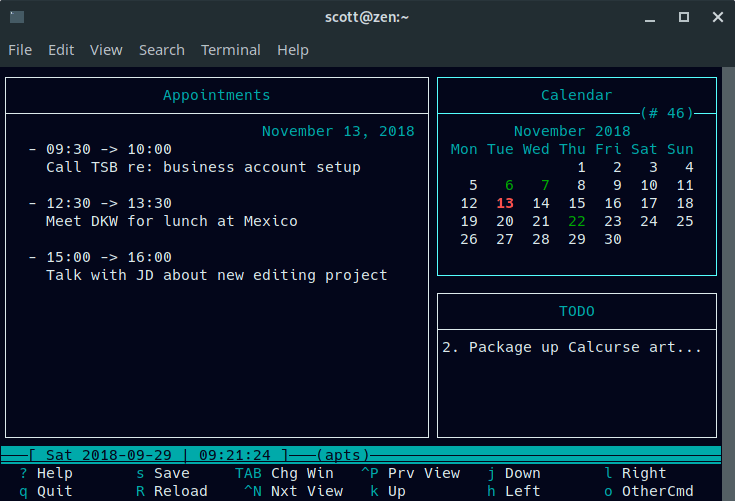 scott@zen:~
File Edit View Search Terminal Help
Appointments
November 13, 2018
- 09:30 -> 10:00
Call TSB re: business account setup
- 12:30 -> 13:30
Meet DKW for lunch at Mexico
- 15:00 -> 16:00
Talk with JD about new editing project
Calendar
(# 46)
November 2018
Mon Tue Wed Thu Fri Sat Sun
1 2 3 4
5 6 7 8 9 10 11
12 13 14 15 16 17 18
19 20 21 22 23 24 25
26 27 28 29 30
TODO
2. Package up Calcurse art...
[ Sat 2018-09-29 | 09:21:24 ] (apts)
? Help s Save TAB Chg Win ^P Prv View j Down l Right
q Quit R Reload ^N Nxt View k Up h Left o OtherCmd